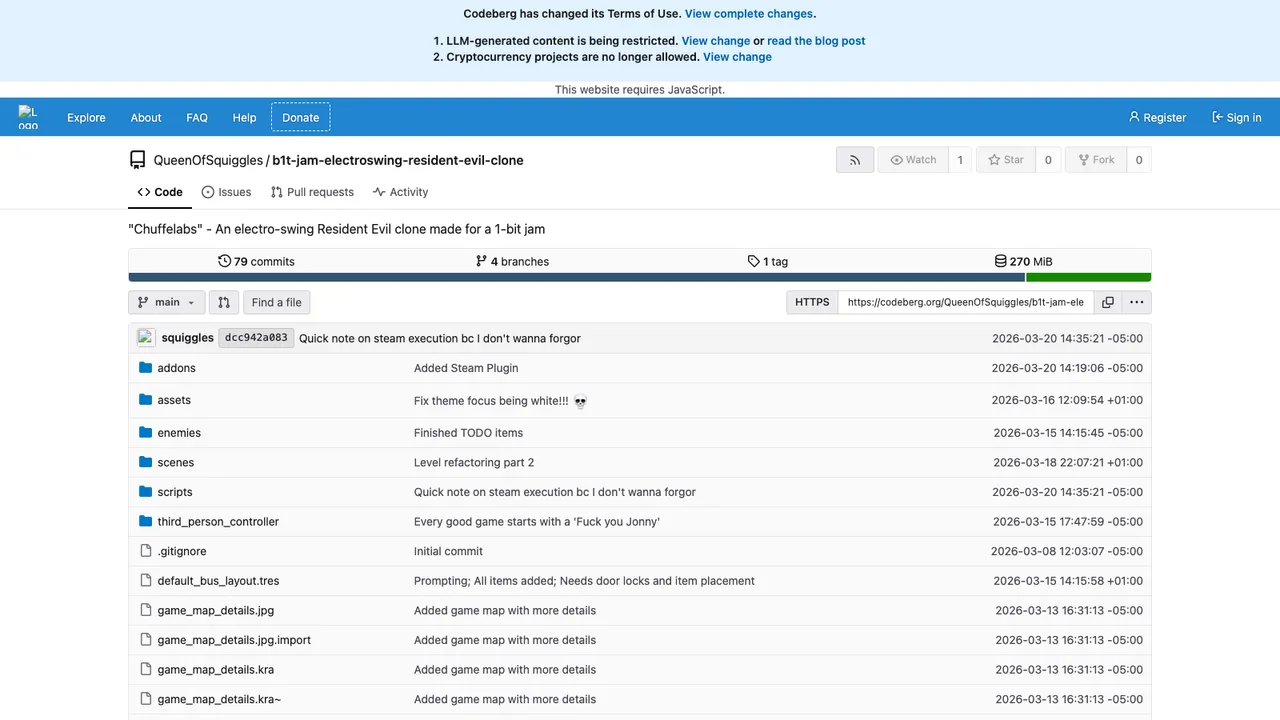 Codeberg has changed its Terms of Use. View complete changes.
1. LLM-generated content is being restricted. View change or read the blog post
2. Cryptocurrency projects are no longer allowed. View change
This website requires JavaScript.
Logo Explore About FAQ Help Donate Register Sign in
QueenOfSquiggles / b1t-jam-electroswing-resident-evil-clone Watch 1 Star 0 Fork 0
Code Issues Pull requests Activity
"Chuffelabs" - An electro-swing Resident Evil clone made for a 1-bit jam
79 commits 4 branches 1 tag 270 MiB
main Find a file HTTPS https://codeberg.org/QueenOfSquiggles/b1t-jam-ele
squiggles dcc942a083 Quick note on steam execution bc I don't wanna forgor 2026-03-20 14:35:21 -05:00
addons Added Steam Plugin 2026-03-20 14:19:06 -05:00
assets Fix theme focus being white!!! 💀 2026-03-16 12:09:54 +01:00
enemies Finished TODO items 2026-03-15 14:15:45 -05:00
scenes Level refactoring part 2 2026-03-18 22:07:21 +01:00
scripts Quick note on steam execution bc I don't wanna forgor 2026-03-20 14:35:21 -05:00
third_person_controller Every good game starts with a 'Fuck you Jonny' 2026-03-15 17:47:59 -05:00
.gitignore Initial commit 2026-03-08 12:03:07 -05:00
default_bus_layout.tres Prompting; All items added; Needs door locks and item placement 2026-03-15 14:15:58 +01:00
game_map_details.jpg Added game map with more details 2026-03-13 16:31:13 -05:00
game_map_details.jpg.import Added game map with more details 2026-03-13 16:31:13 -05:00
game_map_details.kra Added game map with more details 2026-03-13 16:31:13 -05:00
game_map_details.kra~ Added game map with more details 2026-03-13 16:31:13 -05:00